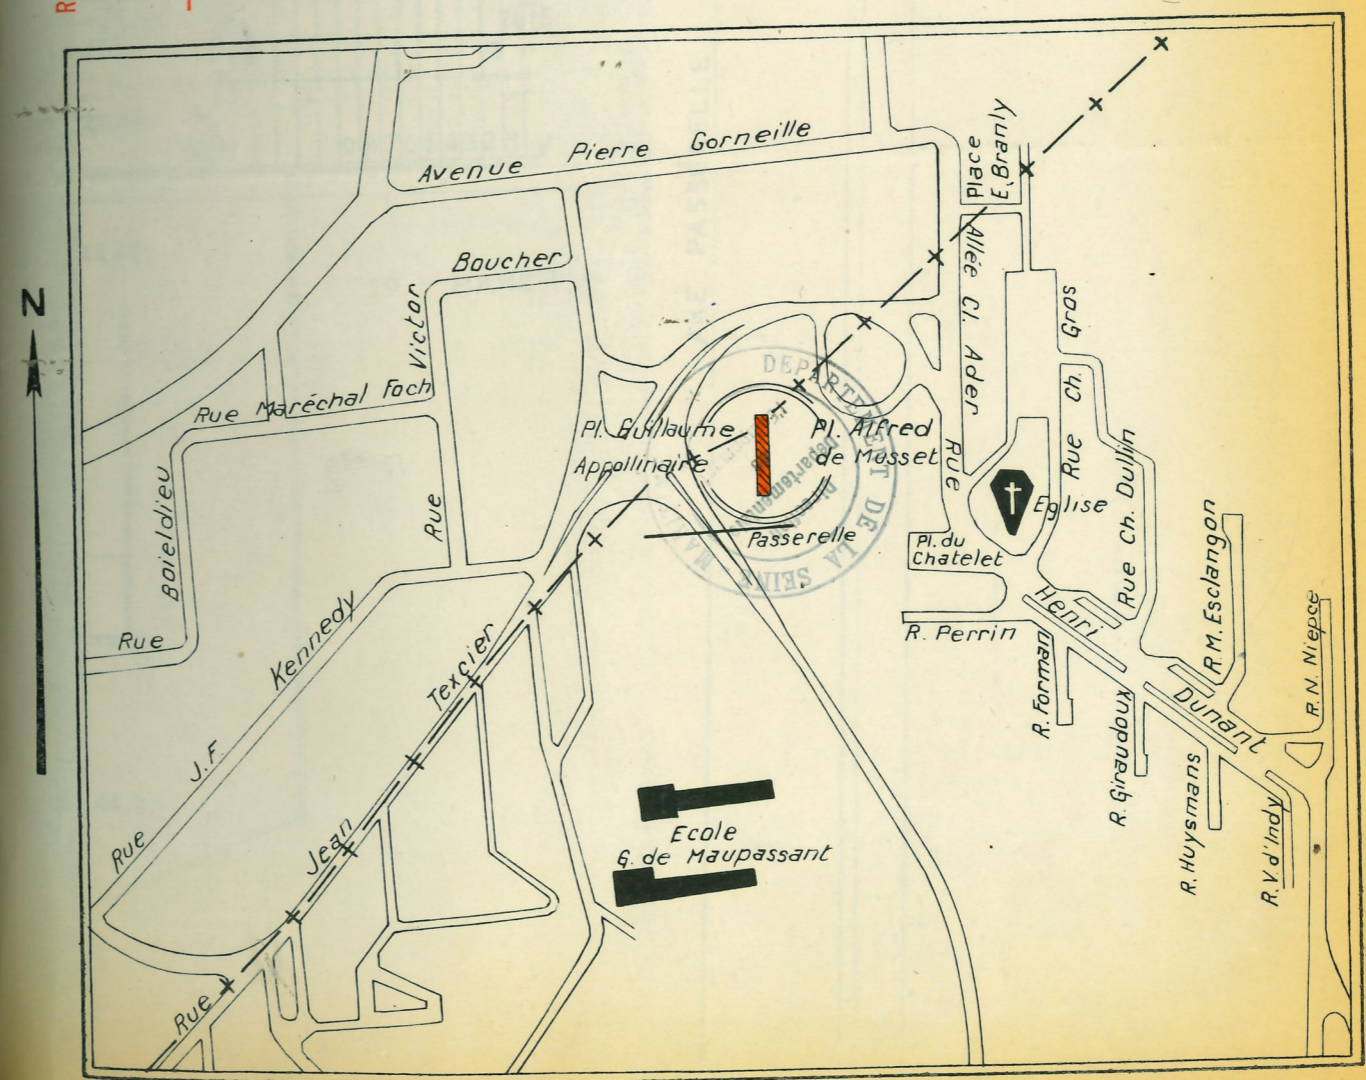 R
N
Avenue Pierre Gorneille
Place
E. Branly
Boucher
Victor
Rue
Rue Maréchal Foch
Boieldieu
Rue
Allée Cl. Ader
Rue Ch. Gras
Pl. Guillaume
Appollinaire
Pl. Alfred
de Musset
RUE
Eglise
Rue Ch. Dullin
Passerelle
Pl. du
Chatelet
R. Perrin
Henri
Dunant
R. Forman
R. Giraudoux
R. Huysmans
R. V. d'Indy
R. M. Esclangon
R. N. Niepce
Rue J. F. Kennedy
Rue Jean Texcier
Ecole
G. de Maupassant
DEPARTEMENT DE LA SEINE MA